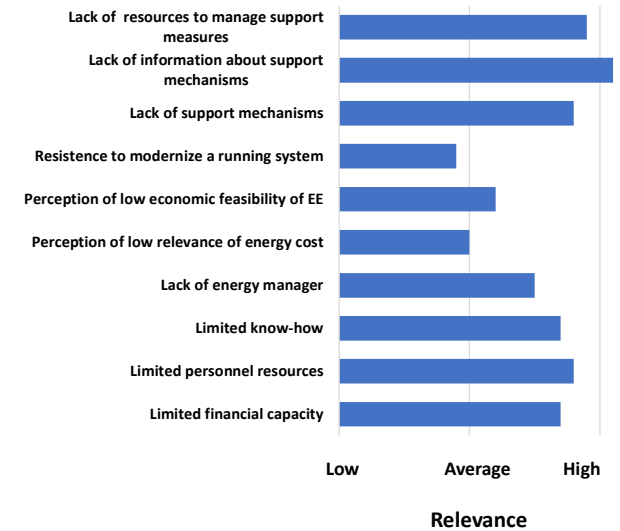 Lack of  resources to manage support
measures
Lack of information about support
mechanisms
Lack of support mechanisms
Resistence to modernize a running system
Perception of low economic feasibility of EE
Perception of low relevance of energy cost
Lack of energy manager
Limited know-how
Limited personnel resources
Limited financial capacity
Low Average High
Relevance